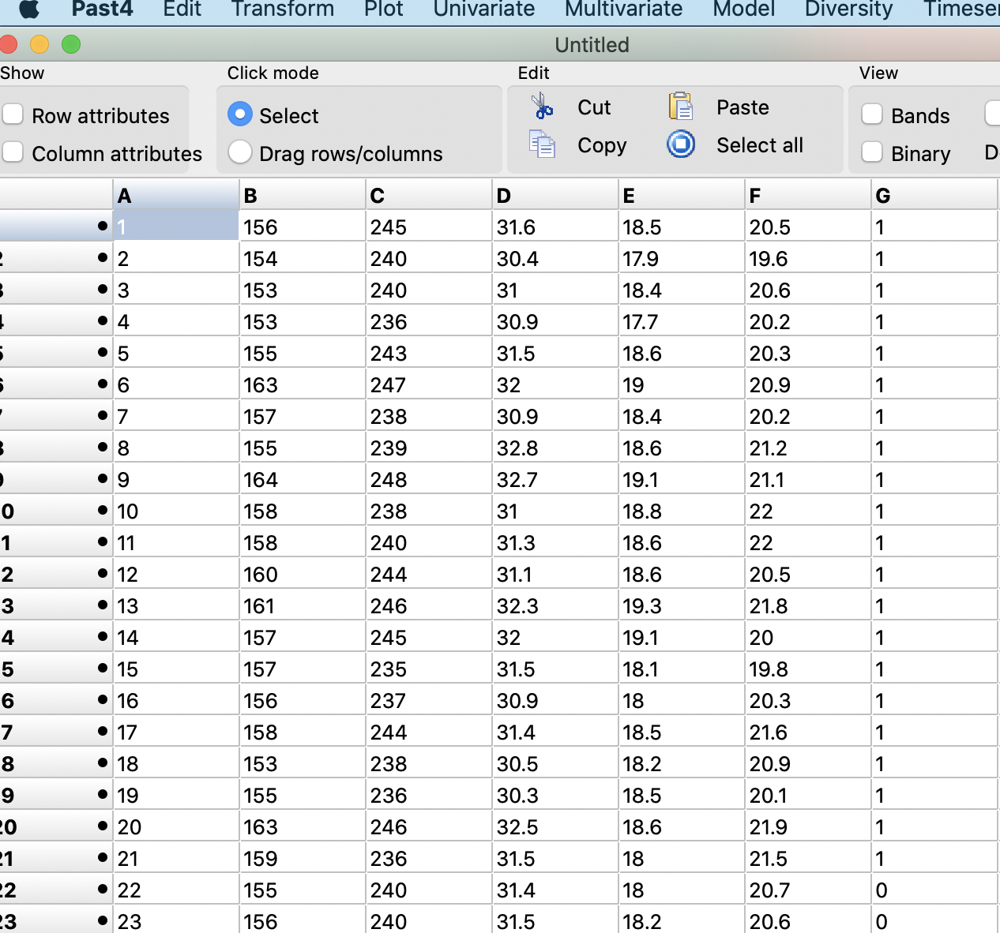 Past4 Edit Transform Plot Univariate Multivariate Model Diversity
Untitled
Show Click mode Edit View
Row attributes Select Cut Paste Bands
Column attributes Drag rows/columns Copy Select all Binary
A B C D E F G
1 156 245 31.6 18.5 20.5 1
2 154 240 30.4 17.9 19.6 1
3 153 240 31 18.4 20.6 1
4 153 236 30.9 17.7 20.2 1
5 155 243 31.5 18.6 20.3 1
6 163 247 32 19 20.9 1
7 157 238 30.9 18.4 20.2 1
8 155 239 32.8 18.6 21.2 1
9 164 248 32.7 19.1 21.1 1
0 10 158 238 31 18.8 22 1
1 11 158 240 31.3 18.6 22 1
2 12 160 244 31.1 18.6 20.5 1
3 13 161 246 32.3 19.3 21.8 1
4 14 157 245 32 19.1 20 1
5 15 157 235 31.5 18.1 19.8 1
6 16 156 237 30.9 18 20.3 1
7 17 158 244 31.4 18.5 21.6 1
8 18 153 238 30.5 18.2 20.9 1
9 19 155 236 30.3 18.5 20.1 1
20 20 163 246 32.5 18.6 21.9 1
21 21 159 236 31.5 18 21.5 1
22 22 155 240 31.4 18 20.7 0
23 23 156 240 31.5 18.2 20.6 0